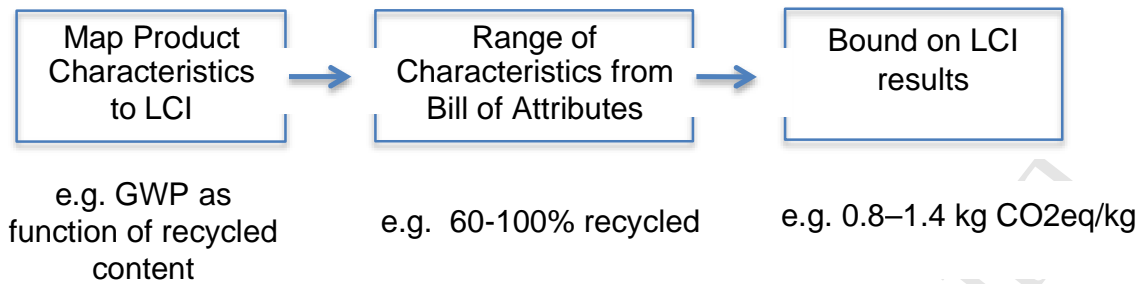 Map Product
Characteristics
to LCI
Range of
Characteristics from
Bill of Attributes
Bound on LCI
results
e.g. GWP as
function of recycled
content
e.g. 60-100% recycled
e.g. 0.8–1.4 kg CO2eq/kg